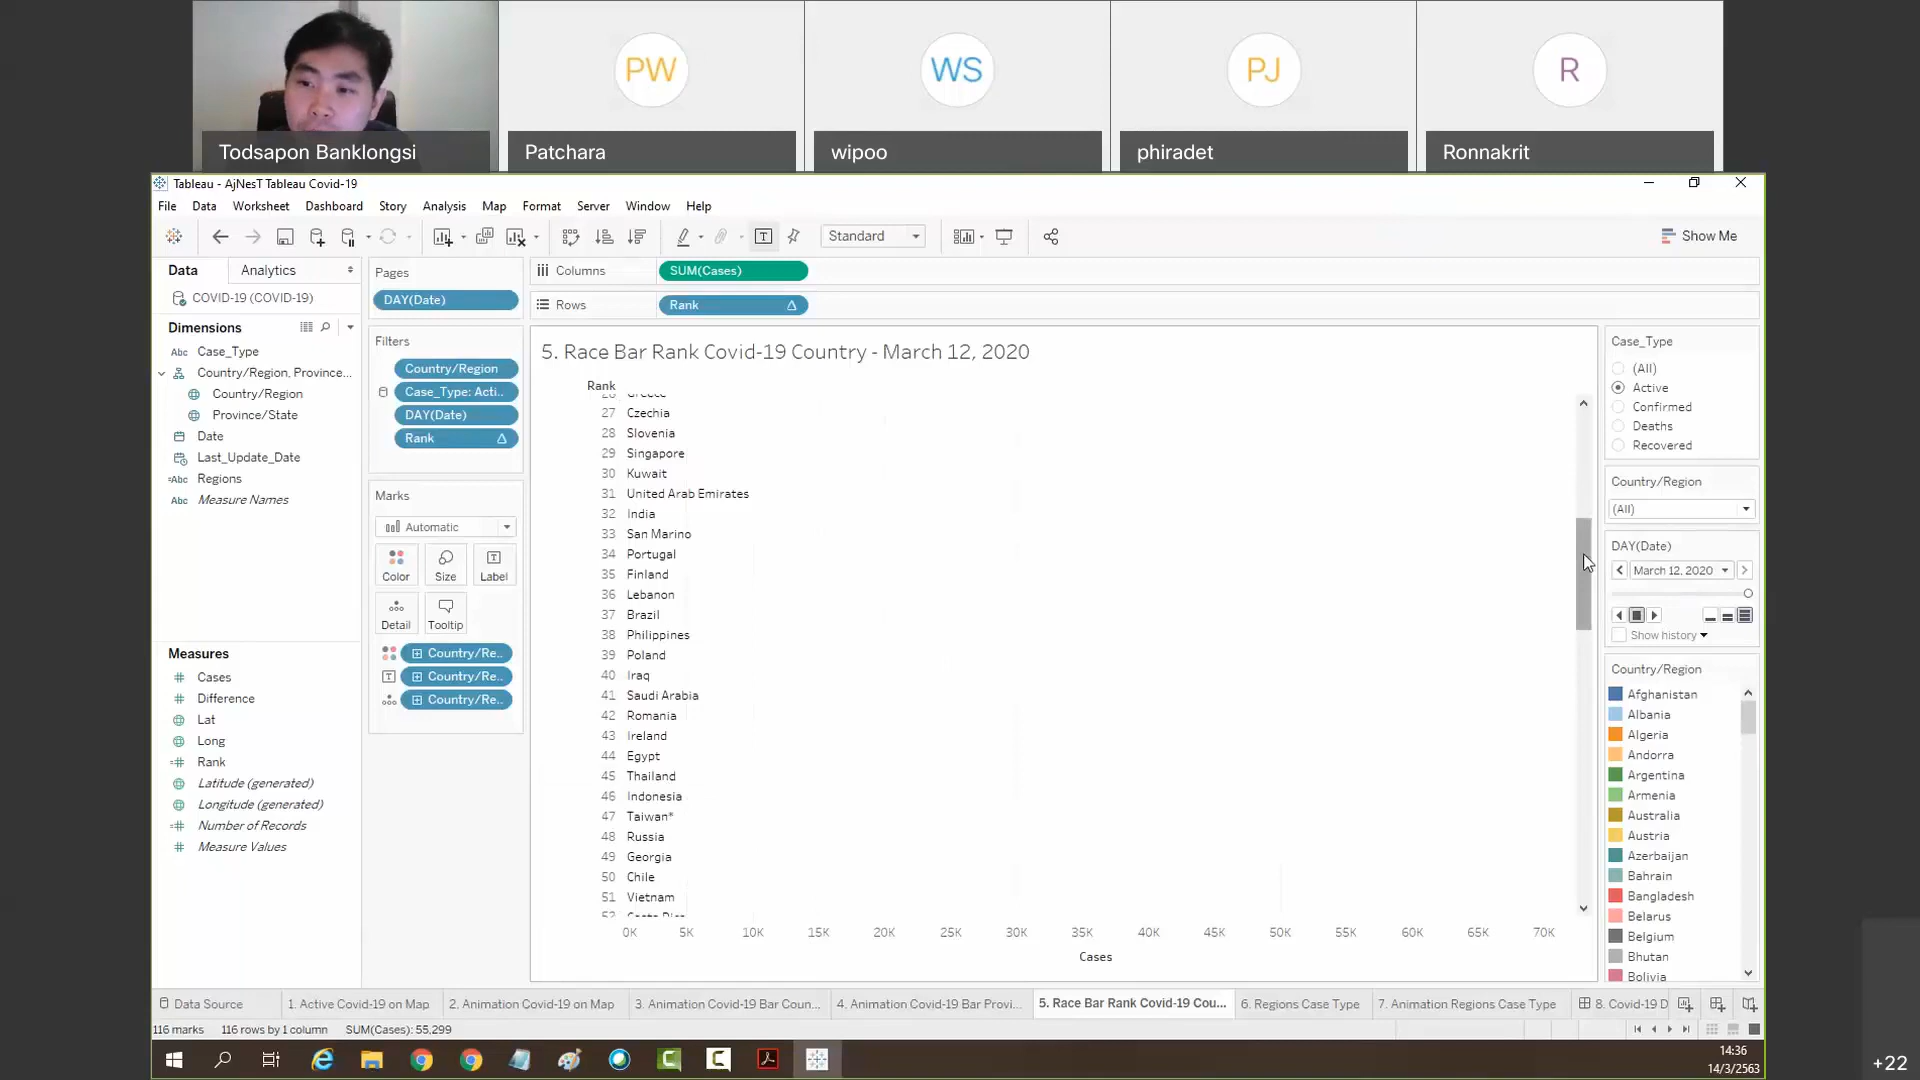 PW
WS
PJ
R
Todsapon Banklongsi
Patchara
wipoo
phiradet
Ronnakrit
Tableau - AjNesT Tableau Covid-19
File Data Worksheet Dashboard Story Analysis Map Format Server Window Help
Standard
Show Me
Data
Analytics
COVID-19 (COVID-19)
Dimensions
Abc Case_Type
Country/Region, Province...
Country/Region
Province/State
Date
Last_Update_Date
=Abc Regions
Abc Measure Names
Measures
# Cases
# Difference
Lat
Long
=# Rank
Latitude (generated)
Longitude (generated)
=# Number of Records
# Measure Values
Pages
DAY(Date)
Filters
Country/Region
Case_Type: Acti..
DAY(Date)
Rank
Marks
Automatic
Color
Size
Label
Detail
Tooltip
Country/Re..
Country/Re..
Country/Re..
Columns
SUM(Cases)
Rows
Rank
5. Race Bar Rank Covid-19 Country - March 12, 2020
Rank
26 Greece
27 Czechia
28 Slovenia
29 Singapore
30 Kuwait
31 United Arab Emirates
32 India
33 San Marino
34 Portugal
35 Finland
36 Lebanon
37 Brazil
38 Philippines
39 Poland
40 Iraq
41 Saudi Arabia
42 Romania
43 Ireland
44 Egypt
45 Thailand
46 Indonesia
47 Taiwan*
48 Russia
49 Georgia
50 Chile
51 Vietnam
52 Costa Rica
0K 5K 10K 15K 20K 25K 30K 35K 40K 45K 50K 55K 60K 65K 70K
Cases
Case_Type
(All)
Active
Confirmed
Deaths
Recovered
Country/Region
(All)
DAY(Date)
March 12, 2020
Show history
Country/Region
Afghanistan
Albania
Algeria
Andorra
Argentina
Armenia
Australia
Austria
Azerbaijan
Bahrain
Bangladesh
Belarus
Belgium
Bhutan
Bolivia
Data Source
1. Active Covid-19 on Map
2. Animation Covid-19 on Map
3. Animation Covid-19 Bar Coun...
4. Animation Covid-19 Bar Provi...
5. Race Bar Rank Covid-19 Cou...
6. Regions Case Type
7. Animation Regions Case Type
8. Covid-19 D
116 marks 116 rows by 1 column SUM(Cases): 55,299
14:36
14/3/2563
+22